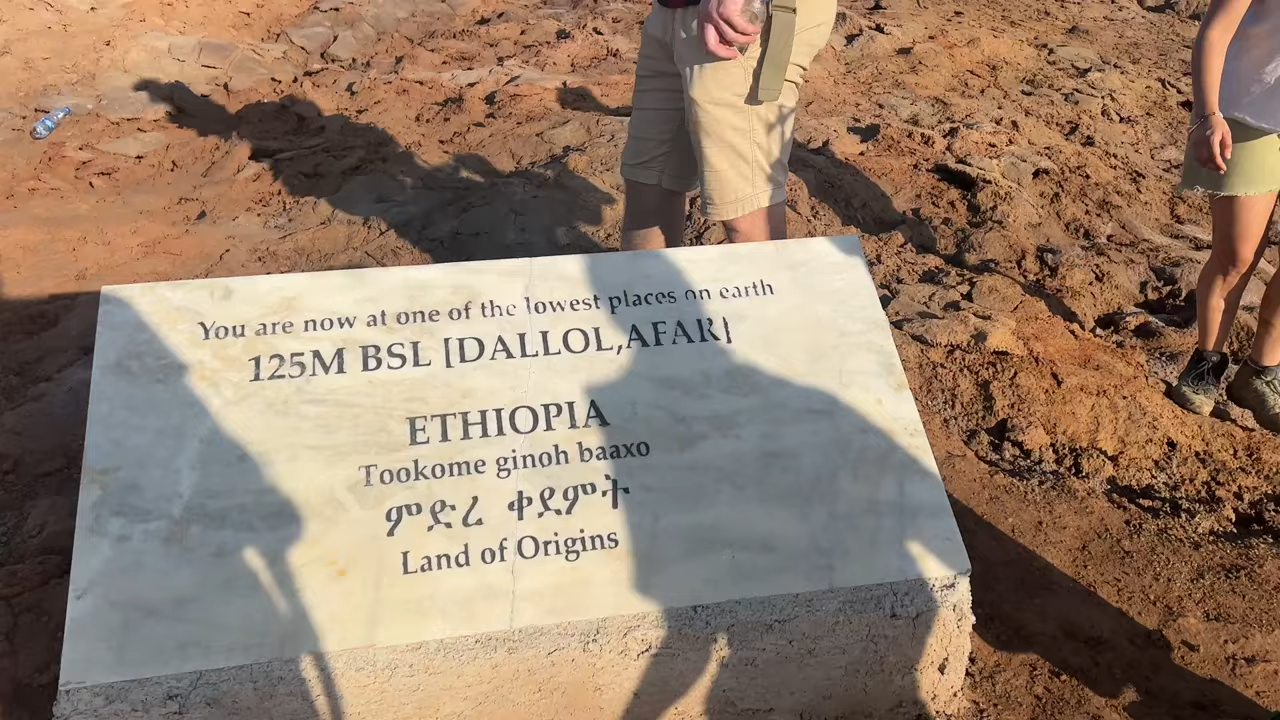 You are now at one of the lowest places on earth
125M BSL [DALLOL,AFAR]
ETHIOPIA
Tookome ginoh baaxo
ምድረ ቀደምት
Land of Origins